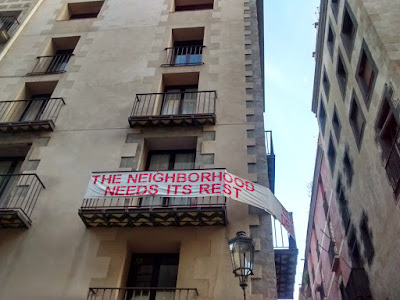 THE NEIGHBORHOOD
NEEDS ITS REST